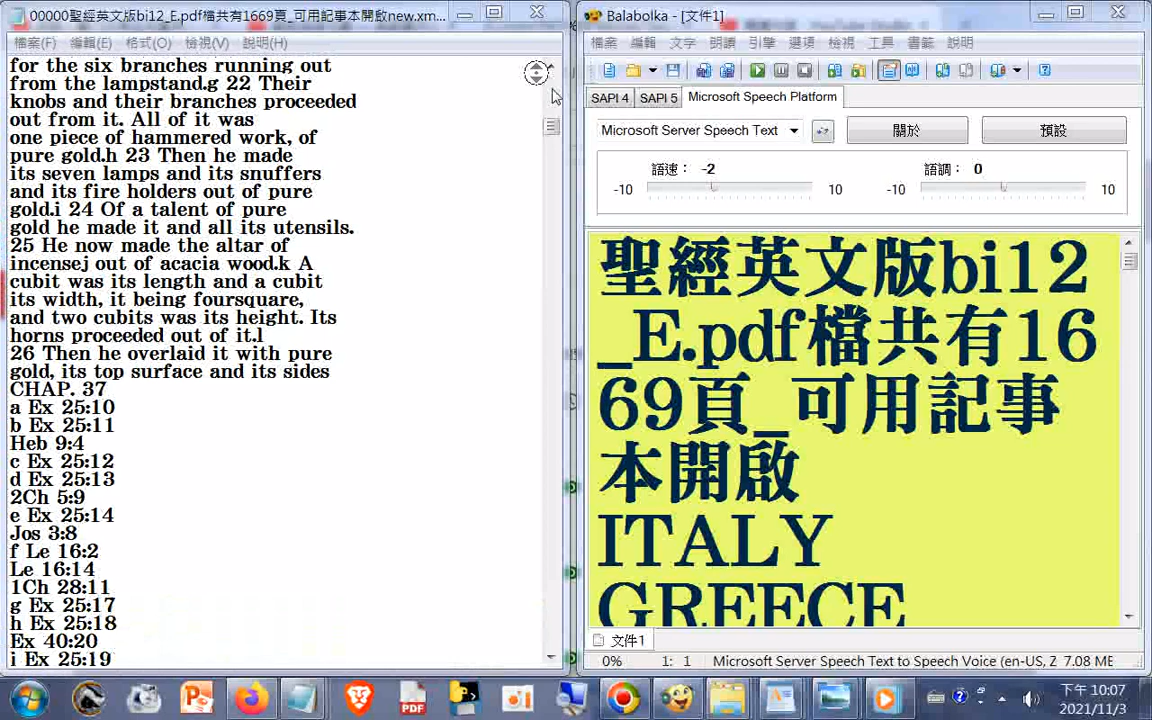 00000聖經英文版bi12_E.pdf檔共有1669頁_可用記事本開啟new.xm...
檔案(F) 編輯(E) 格式(O) 檢視(V) 說明(H)
for the six branches running out
from the lampstand.g 22 Their
knobs and their branches proceeded
out from it. All of it was
one piece of hammered work, of
pure gold.h 23 Then he made
its seven lamps and its snuffers
and its fire holders out of pure
gold.i 24 Of a talent of pure
gold he made it and all its utensils.
25 He now made the altar of
incensej out of acacia wood.k A
cubit was its length and a cubit
its width, it being foursquare,
and two cubits was its height. Its
horns proceeded out of it.l
26 Then he overlaid it with pure
gold, its top surface and its sides
CHAP. 37
a Ex 25:10
b Ex 25:11
Heb 9:4
c Ex 25:12
d Ex 25:13
2Ch 5:9
e Ex 25:14
Jos 3:8
f Le 16:2
Le 16:14
1Ch 28:11
g Ex 25:17
h Ex 25:18
Ex 40:20
i Ex 25:19
Balabolka - [文件1]
檔案 編輯 文字 朗讀 引擎 選項 檢視 工具 書籤 說明
SAPI 4 SAPI 5 Microsoft Speech Platform
Microsoft Server Speech Text 關於 預設
語速: -2 語調: 0
-10 10 -10 10
聖經英文版bi12
_E.pdf檔共有16
69頁_可用記事
本開啟
ITALY
GREECE
文件1
0% 1: 1 Microsoft Server Speech Text to Speech Voice (en-US, Z 7.08 ME
PDF
下午 10:07
2021/11/3